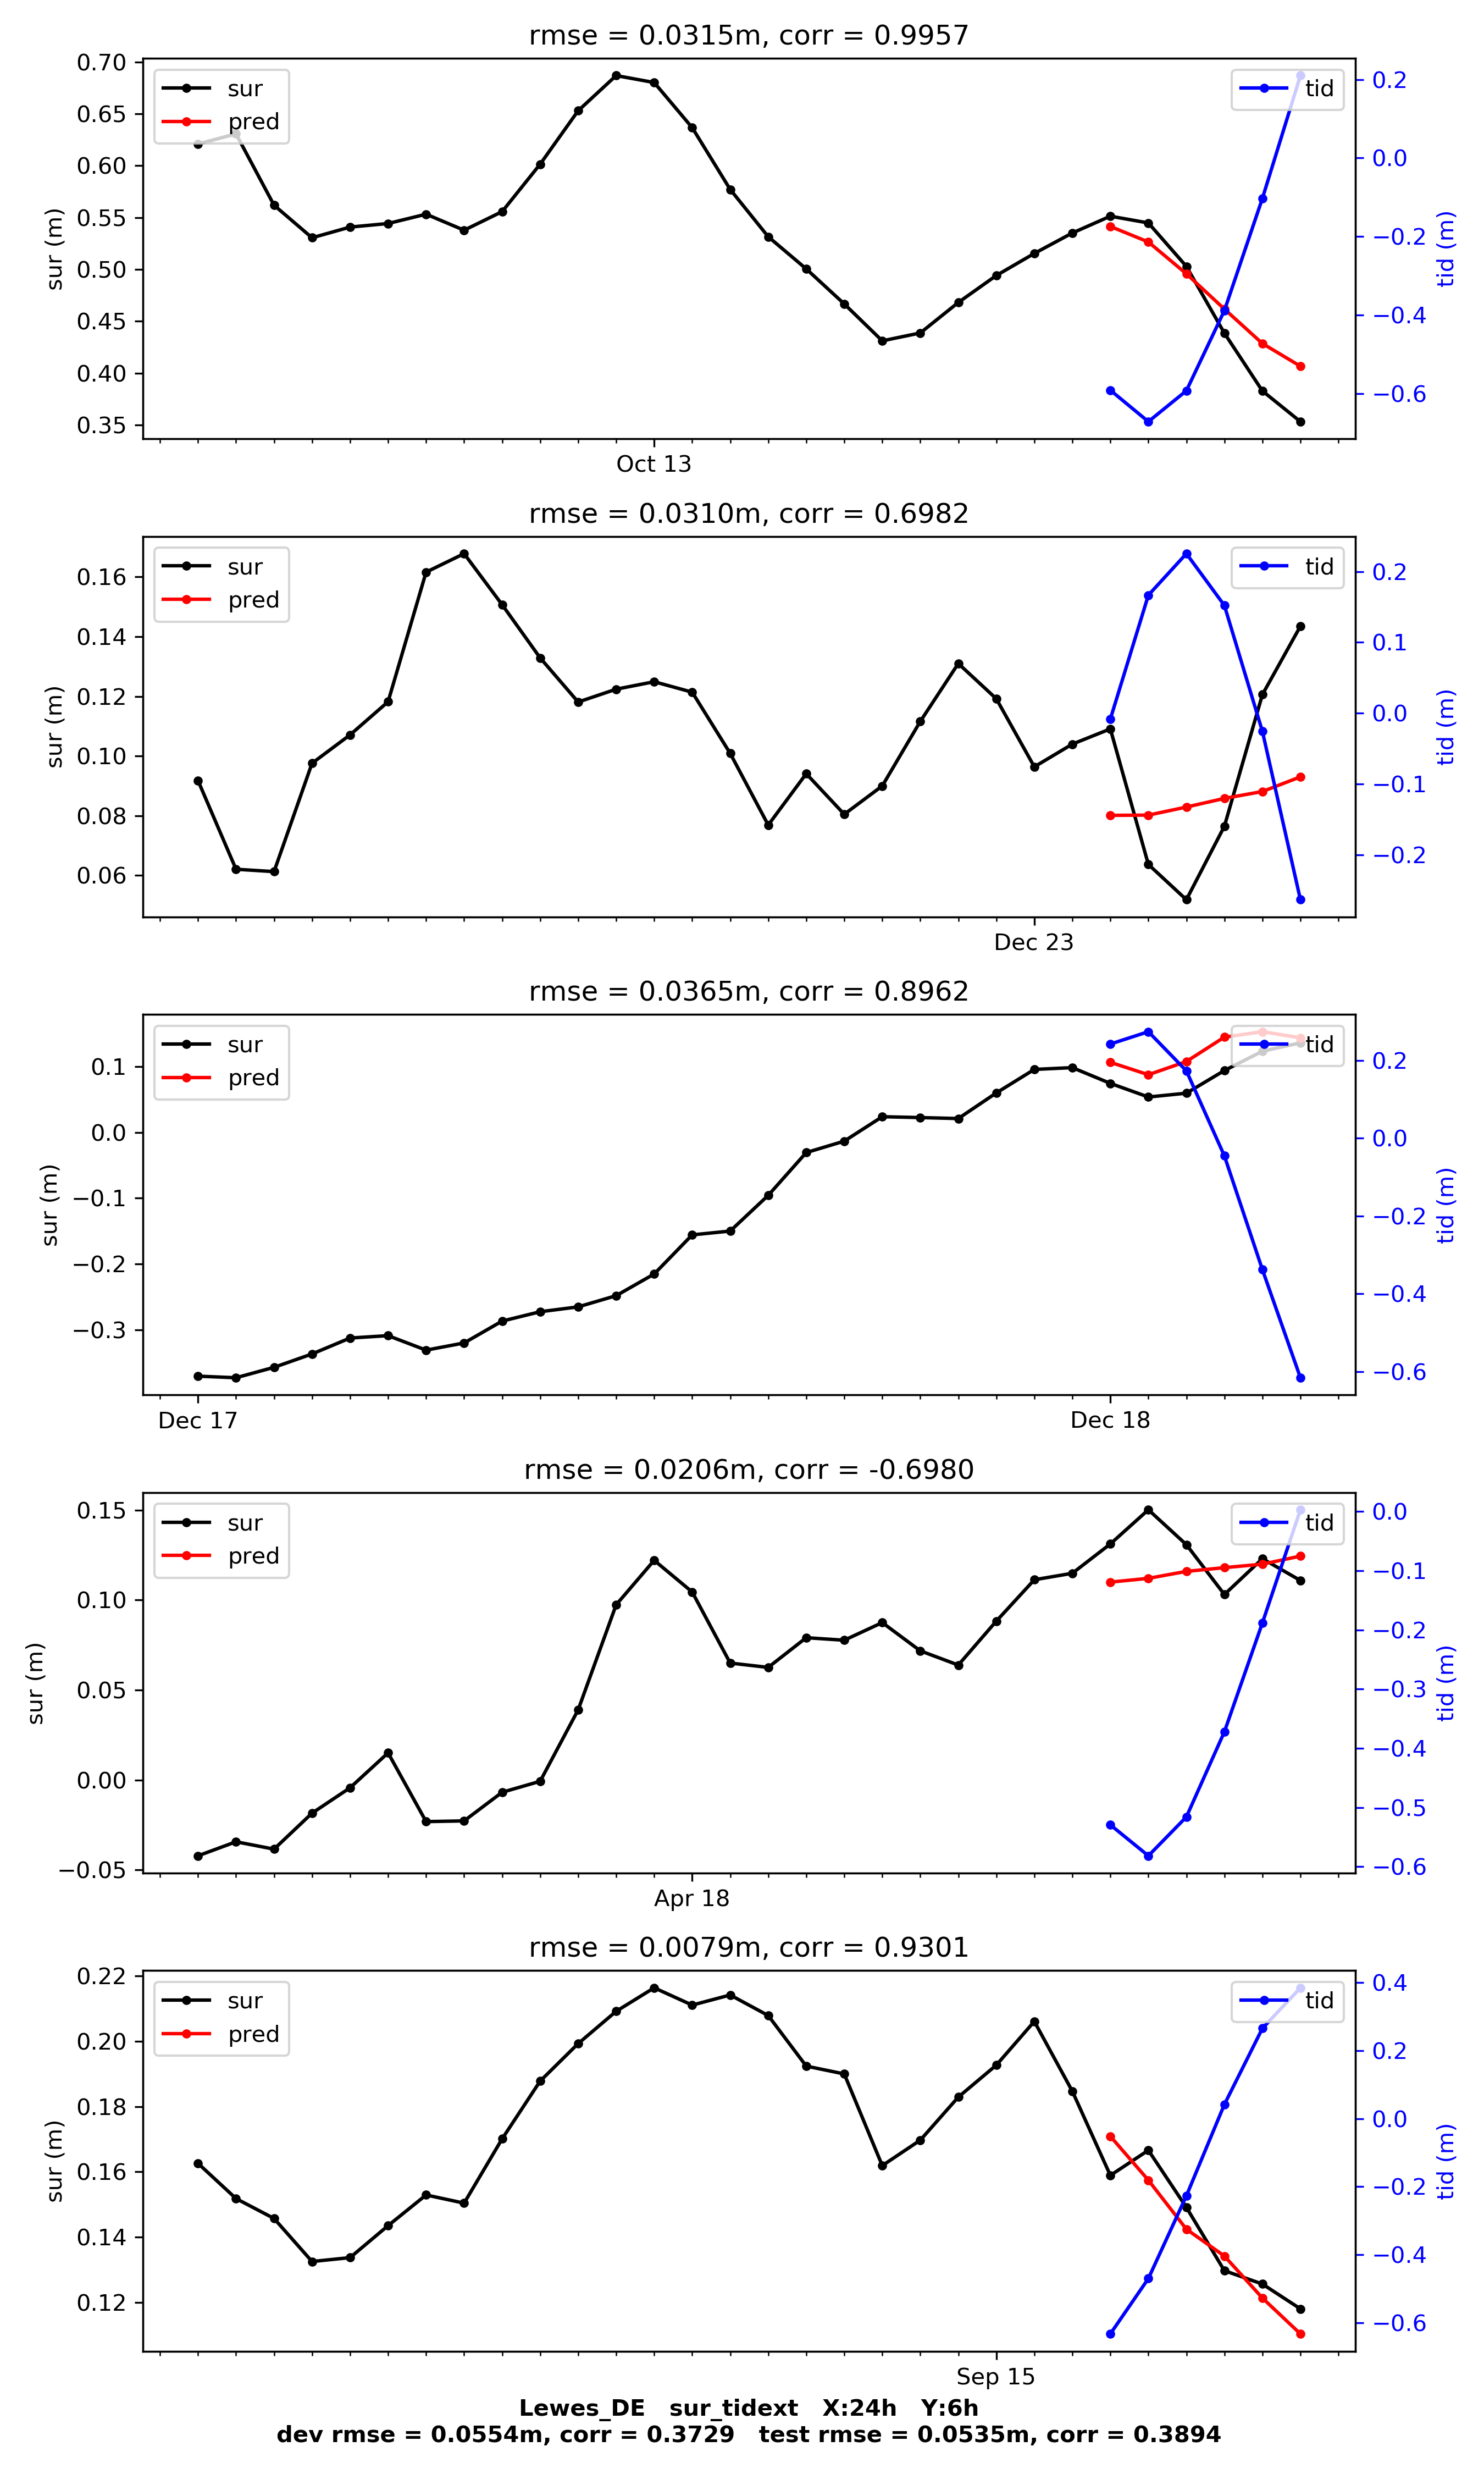 rmse = 0.0315m, corr = 0.9957
0.70
0.65
0.60
0.55
0.50
0.45
0.40
0.35
sur (m)
sur
pred
tid
0.2
0.0
−0.2
−0.4
−0.6
tid (m)
Oct 13
rmse = 0.0310m, corr = 0.6982
0.16
0.14
0.12
0.10
0.08
0.06
sur (m)
sur
pred
tid
0.2
0.1
0.0
−0.1
−0.2
tid (m)
Dec 23
rmse = 0.0365m, corr = 0.8962
0.1
0.0
−0.1
−0.2
−0.3
sur (m)
sur
pred
tid
0.2
0.0
−0.2
−0.4
−0.6
tid (m)
Dec 17
Dec 18
rmse = 0.0206m, corr = -0.6980
0.15
0.10
0.05
0.00
−0.05
sur (m)
sur
pred
tid
0.0
−0.1
−0.2
−0.3
−0.4
−0.5
−0.6
tid (m)
Apr 18
rmse = 0.0079m, corr = 0.9301
0.22
0.20
0.18
0.16
0.14
0.12
sur (m)
sur
pred
tid
0.4
0.2
0.0
−0.2
−0.4
−0.6
tid (m)
Sep 15
Lewes_DE sur_tidext X:24h Y:6h
dev rmse = 0.0554m, corr = 0.3729 test rmse = 0.0535m, corr = 0.3894